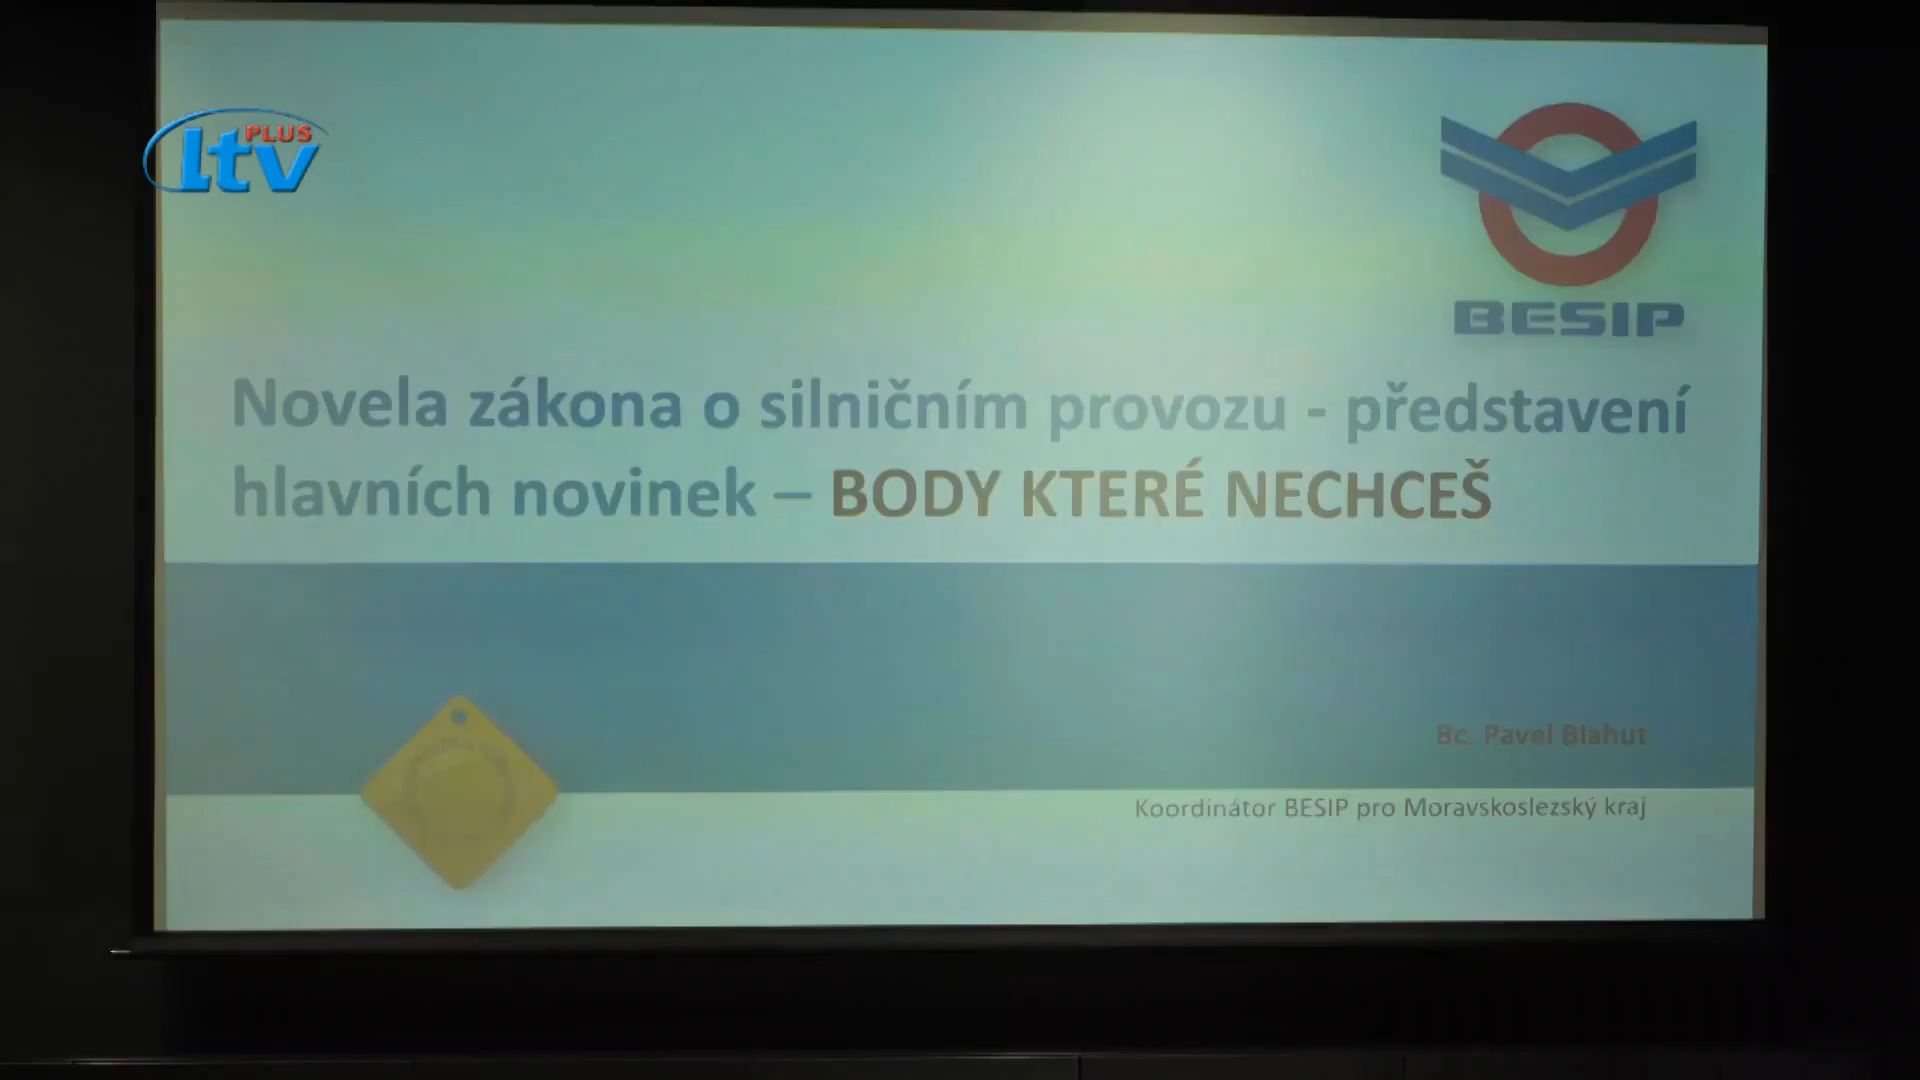 ltv PLUS
BESIP
Novela zákona o silničním provozu - představení
hlavních novinek – BODY KTERÉ NECHCEŠ
Bc. Pavel Blahut
Koordinátor BESIP pro Moravskoslezský kraj